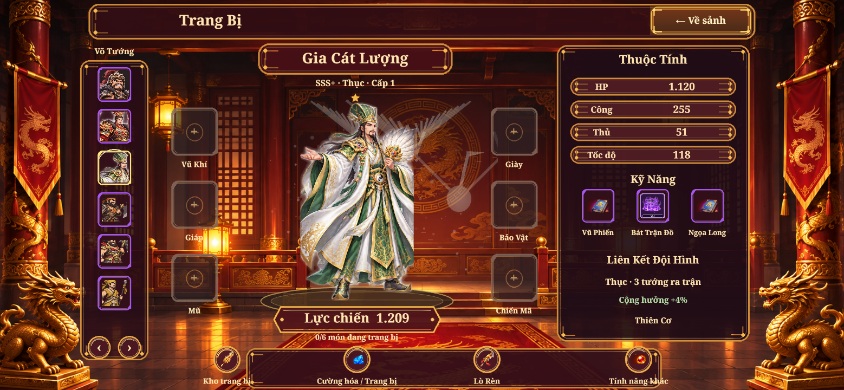 Trang Bị
← Về sảnh
Võ Tướng
Gia Cát Lượng
SSS+ · Thục · Cấp 1
Vũ Khí
Giáp
Mũ
Giày
Bảo Vật
Chiến Mã
Lực chiến 1.209
0/6 món đang trang bị
Thuộc Tính
HP 1.120
Công 255
Thủ 51
Tốc độ 118
Kỹ Năng
Vũ Phiến
Bát Trận Đồ
Ngọa Long
Liên Kết Đội Hình
Thục · 3 tướng ra trận
Cộng hưởng +4%
Thiên Cơ
Kho trang bị
Cường hóa / Trang bị
Lò Rèn
Tính năng khác